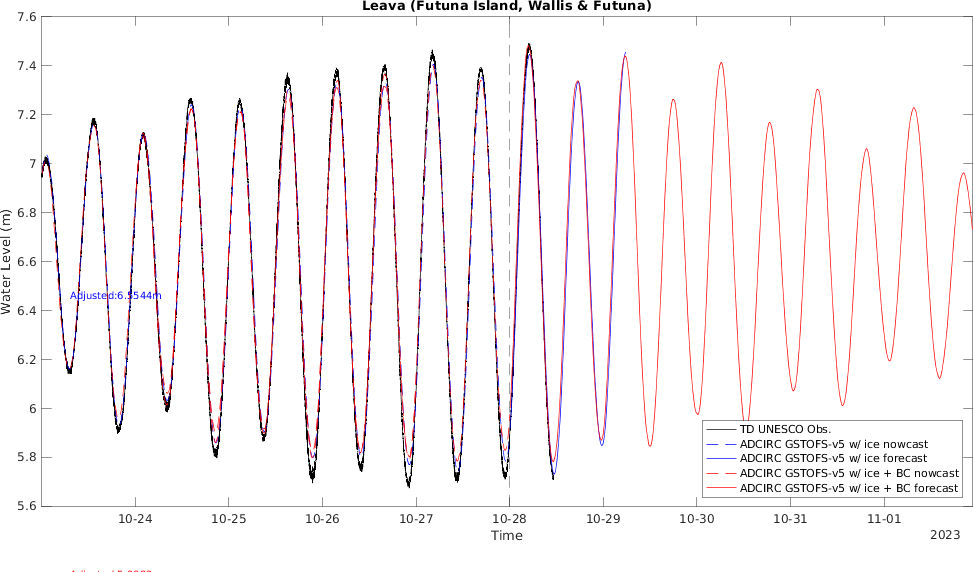 Leava (Futuna Island, Wallis & Futuna)
7.6
7.4
7.2
7
6.8
6.6
6.4
6.2
6
5.8
5.6
Water Level (m)
Adjusted:6.5544m
TD UNESCO Obs.
ADCIRC GSTOFS-v5 w/ ice nowcast
ADCIRC GSTOFS-v5 w/ ice forecast
ADCIRC GSTOFS-v5 w/ ice + BC nowcast
ADCIRC GSTOFS-v5 w/ ice + BC forecast
10-24
10-25
10-26
10-27
10-28
10-29
10-30
10-31
11-01
Time
2023